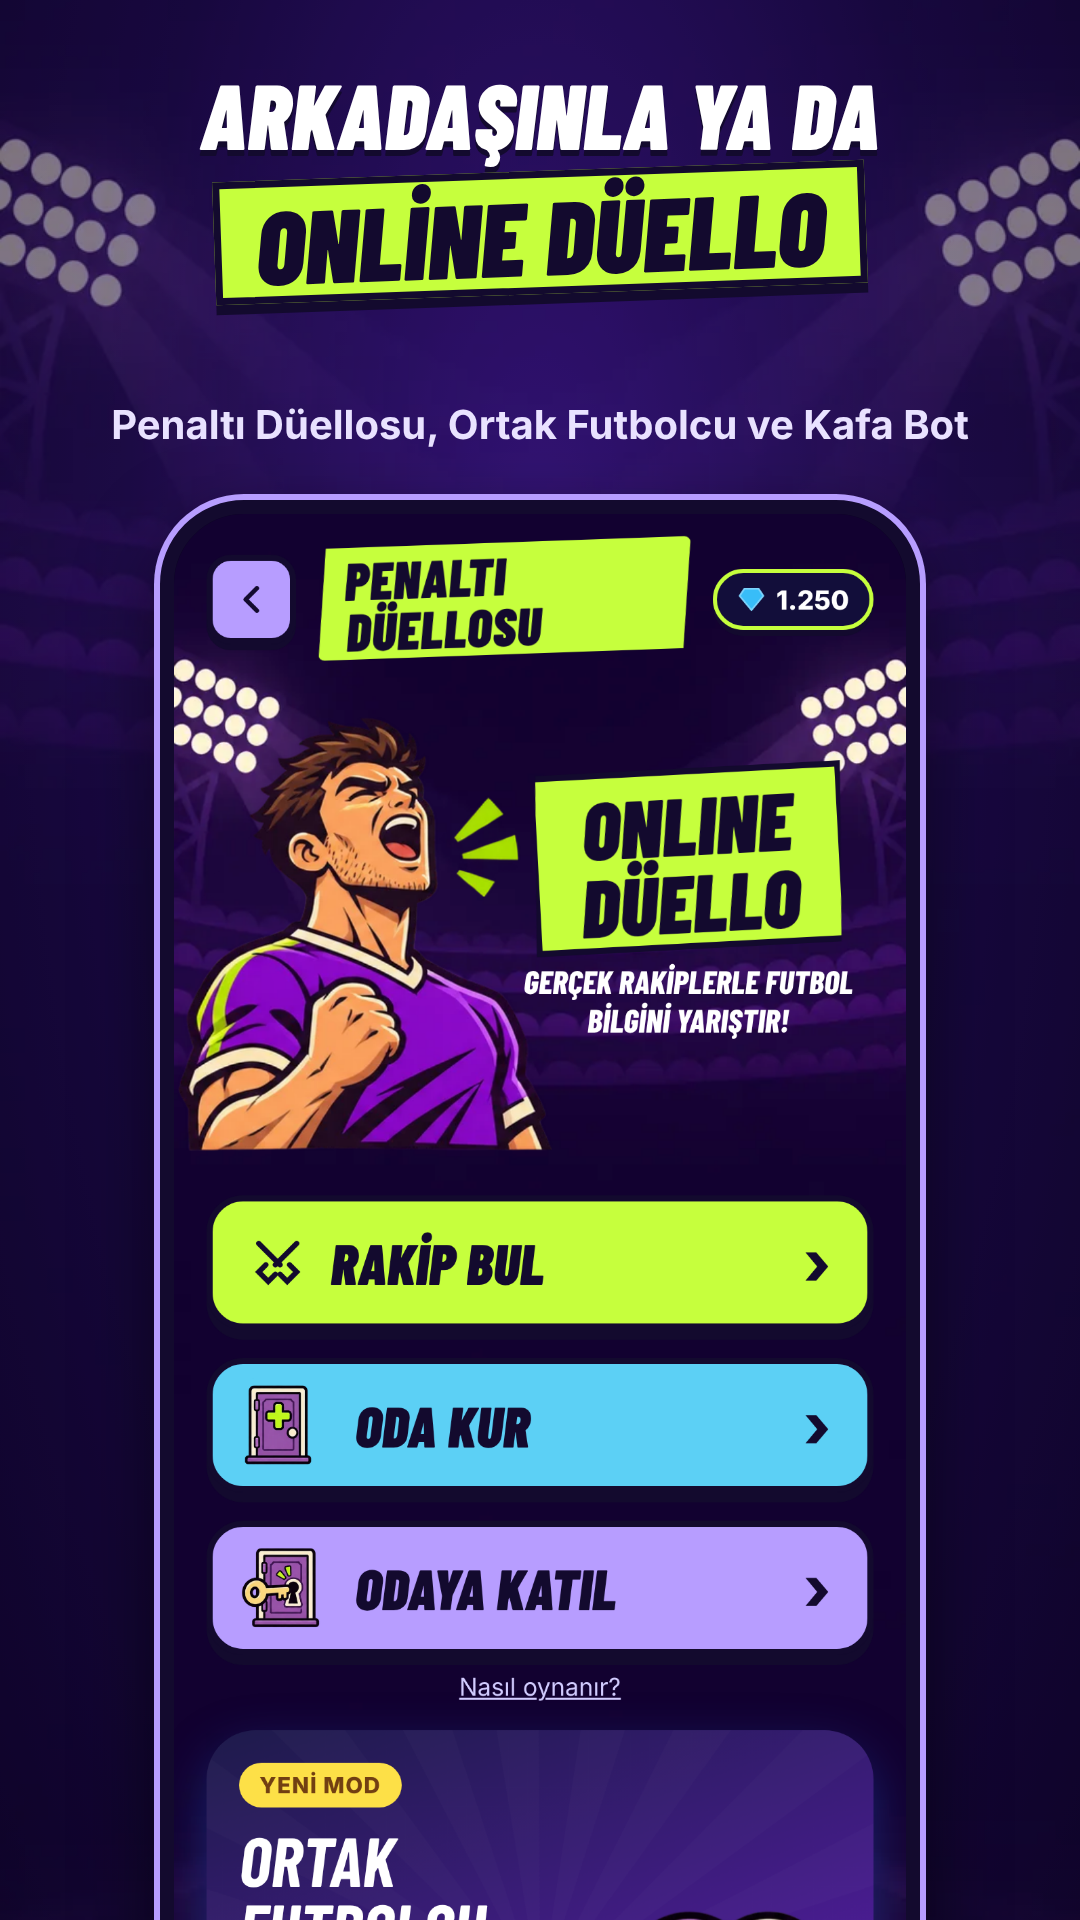 ARKADAŞINLA YA DA
ONLİNE DÜELLO
Penaltı Düellosu, Ortak Futbolcu ve Kafa Bot
PENALTI
DÜELLOSU
1.250
ONLINE
DÜELLO
GERÇEK RAKİPLERLE FUTBOL
BİLGİNİ YARIŞTIR!
RAKİP BUL
ODA KUR
ODAYA KATIL
Nasıl oynanır?
YENİ MOD
ORTAK
FUTBOLCU